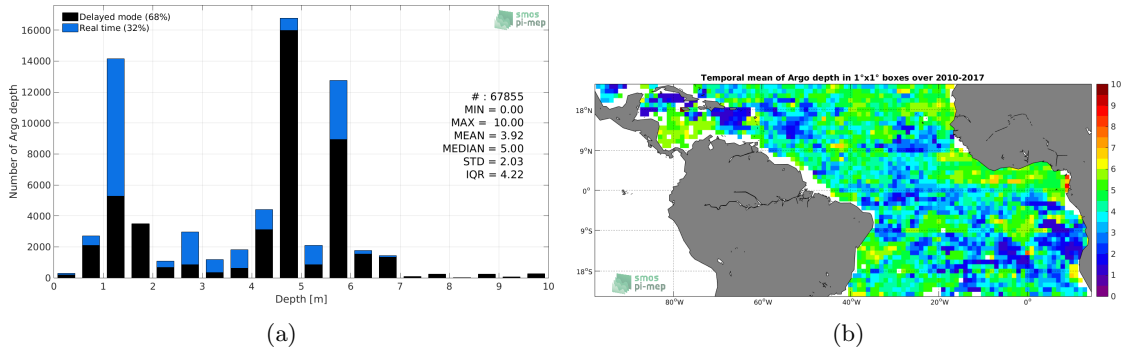 Delayed mode (68%)
Real time (32%)
smos
pi-mep
# : 67855
MIN = 0.00
MAX = 10.00
MEAN = 3.92
MEDIAN = 5.00
STD = 2.03
IQR = 4.22
Number of Argo depth
16000
14000
12000
10000
8000
6000
4000
2000
0
0 1 2 3 4 5 6 7 8 9 10
Depth [m]
(a)
Temporal mean of Argo depth in 1°x1° boxes over 2010-2017
18°N
9°N
0°
9°S
18°S
80°W 60°W 40°W 20°W 0°
smos
pi-mep
10
9
8
7
6
5
4
3
2
1
0
(b)